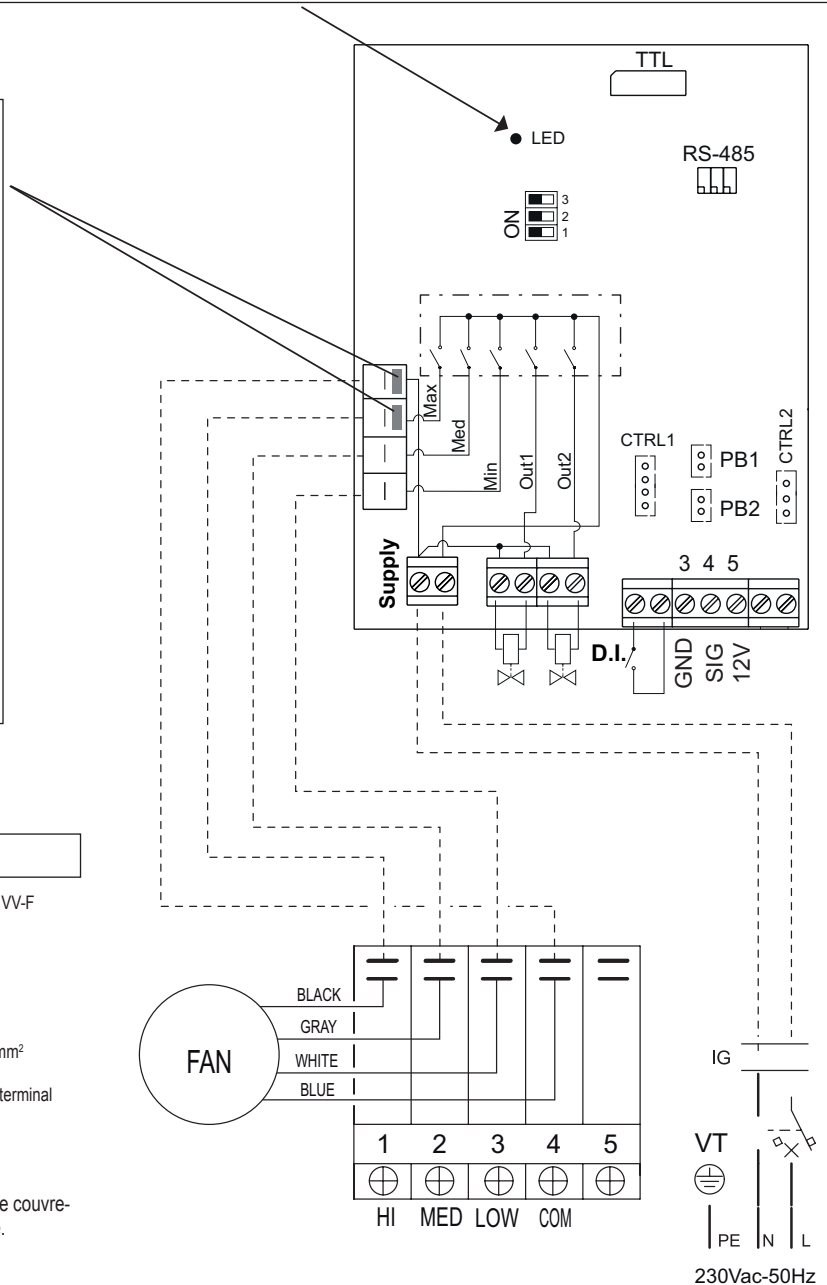 TTL
LED
RS-485
3
2
1
ON
Max
Med
Min
Out1
Out2
CTRL1
PB1
PB2
CTRL2
Supply
3 4 5
D.I.
GND
SIG
12V
VV-F
mm²
terminal
e couvre-
.
FAN
BLACK
GRAY
WHITE
BLUE
1 2 3 4 5
HI MED LOW COM
IG
VT
PE N L
230Vac-50Hz